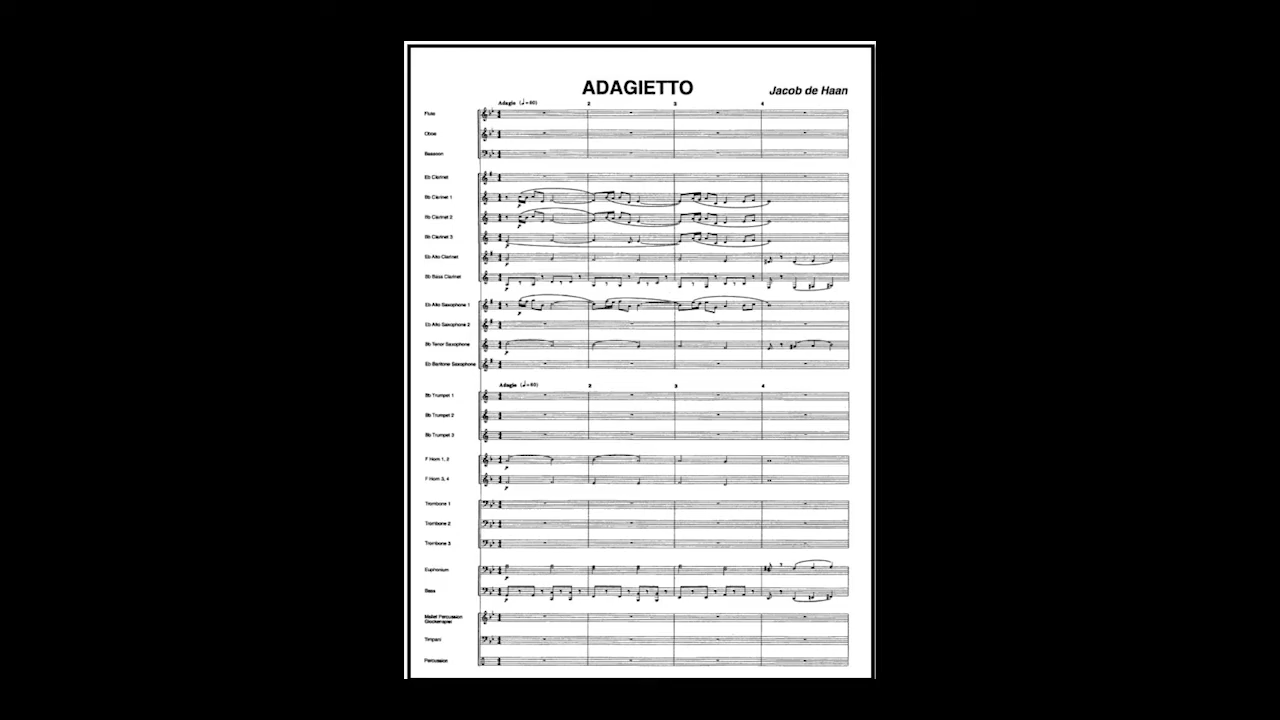 ADAGIETTO
Jacob de Haan
Adagio (♩=80) 2 3 4
Flute
Oboe
Bassoon
Eb Clarinet
Bb Clarinet 1
Bb Clarinet 2
Bb Clarinet 3
Eb Alto Clarinet
Bb Bass Clarinet
Eb Alto Saxophone 1
Eb Alto Saxophone 2
Bb Tenor Saxophone
Eb Baritone Saxophone
Adagio (♩=80) 2 3 4
Bb Trumpet 1
Bb Trumpet 2
Bb Trumpet 3
F Horn 1, 2
F Horn 3, 4
Trombone 1
Trombone 2
Trombone 3
Euphonium
Bass
Mallet Percussion
Glockenspiel
Timpani
Percussion